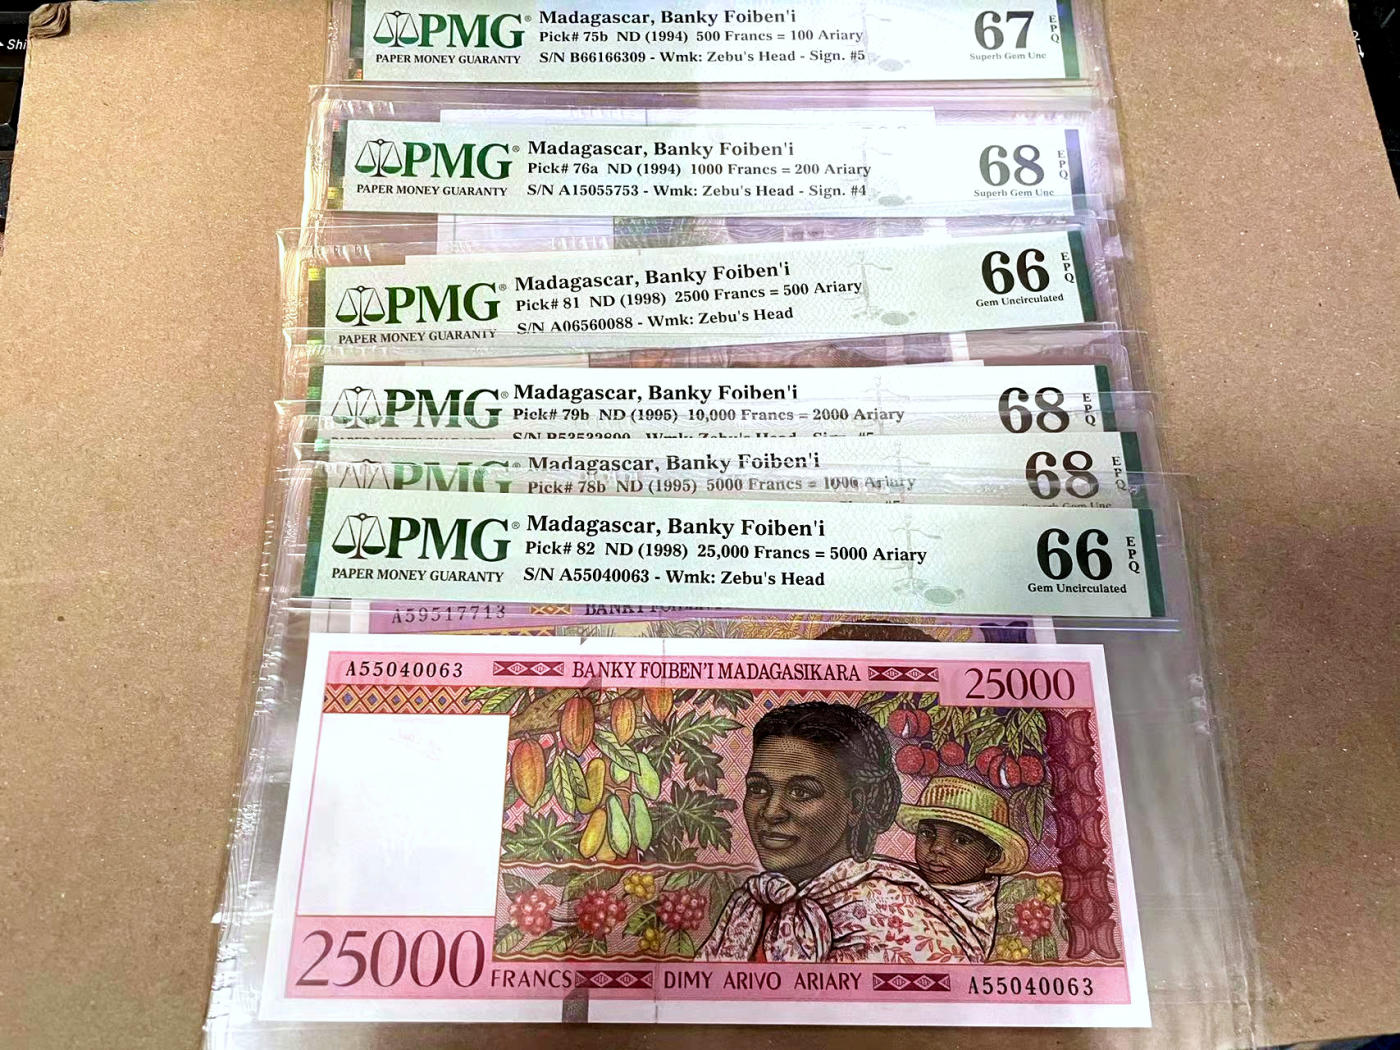 Shi
PMG®
PAPER MONEY GUARANTY
Madagascar, Banky Foiben'i
Pick# 75b ND (1994) 500 Francs = 100 Ariary
S/N B66166309 - Wmk: Zebu's Head - Sign. #5
67
EPQ
Superb Gem Unc
PMG®
PAPER MONEY GUARANTY
Madagascar, Banky Foiben'i
Pick# 76a ND (1994) 1000 Francs = 200 Ariary
S/N A15055753 - Wmk: Zebu's Head - Sign. #4
68
EPQ
Superb Gem Unc
PMG®
PAPER MONEY GUARANTY
Madagascar, Banky Foiben'i
Pick# 81 ND (1998) 2500 Francs = 500 Ariary
S/N A06560088 - Wmk: Zebu's Head
66
EPQ
Gem Uncirculated
PMG®
Madagascar, Banky Foiben'i
Pick# 79b ND (1995) 10,000 Francs = 2000 Ariary
68
EPQ
PMG
Madagascar, Banky Foiben'i
Pick# 78b ND (1995) 5000 Francs = 1000 Ariary
68
EPQ
PMG®
PAPER MONEY GUARANTY
Madagascar, Banky Foiben'i
Pick# 82 ND (1998) 25,000 Francs = 5000 Ariary
S/N A55040063 - Wmk: Zebu's Head
66
EPQ
Gem Uncirculated
A59517713
A55040063
BANKY FOIBEN'I MADAGASIKARA
25000
25000 FRANCS
DIMY ARIVO ARIARY
A55040063